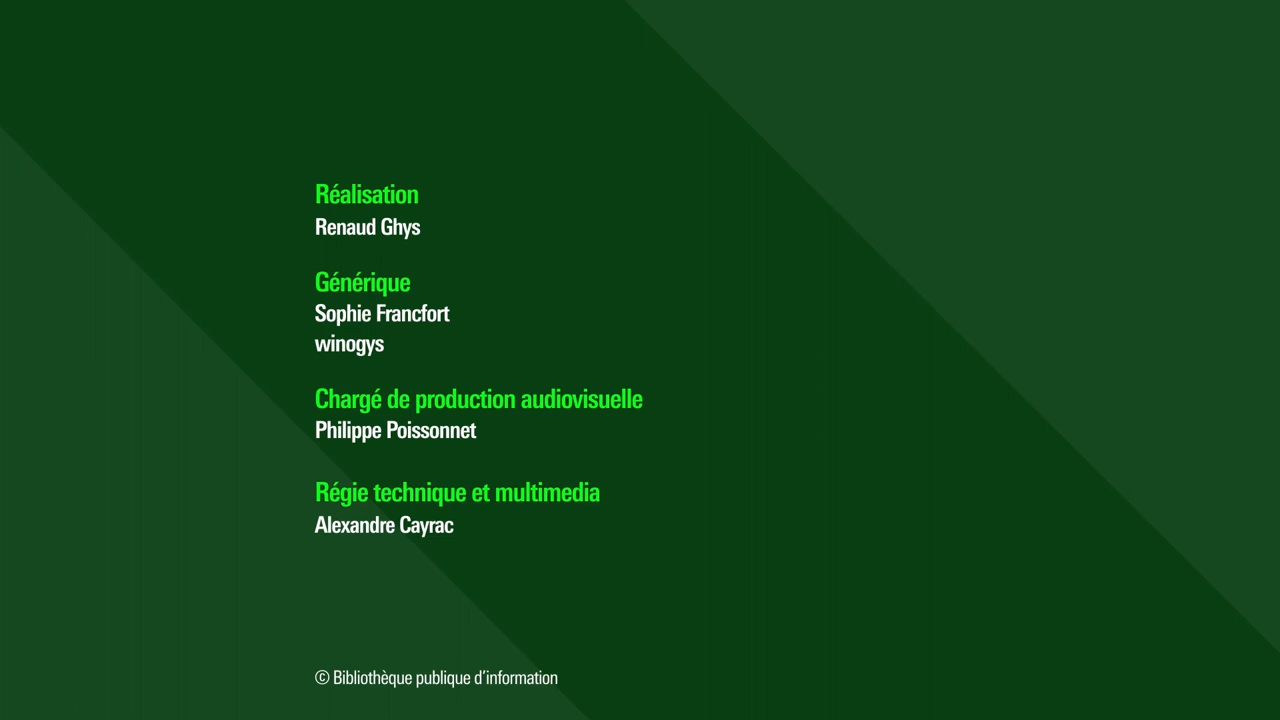 Réalisation
Renaud Ghys
Générique
Sophie Francfort
winogys
Chargé de production audiovisuelle
Philippe Poissonnet
Régie technique et multimedia
Alexandre Cayrac
© Bibliothèque publique d’information